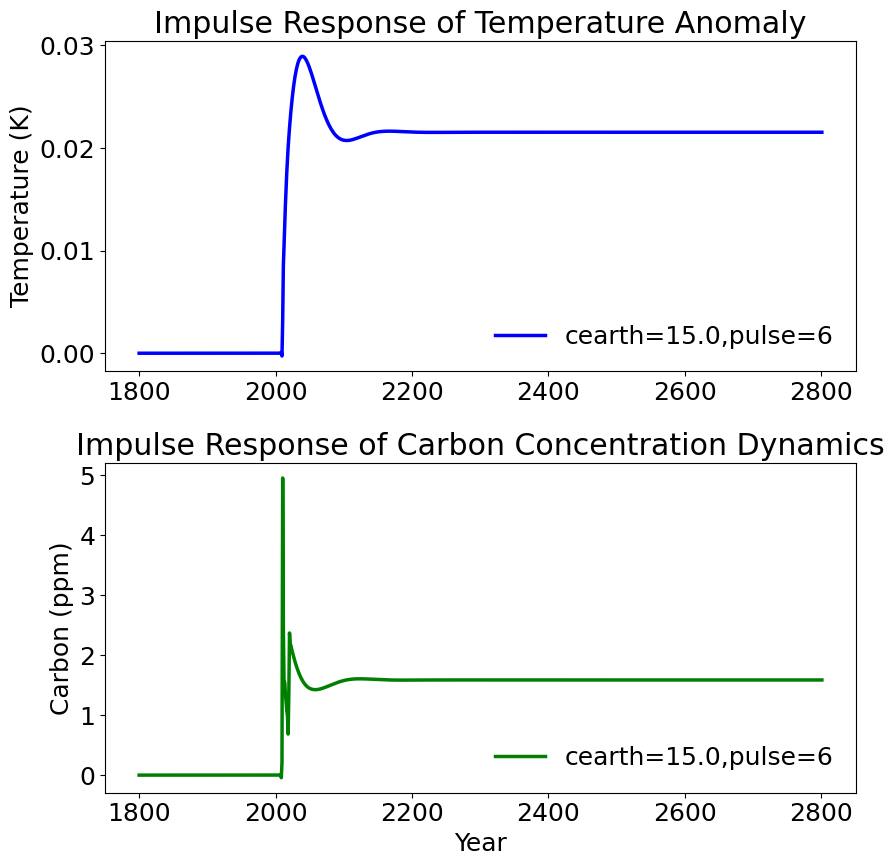 Impulse Response of Temperature Anomaly
Temperature (K)
0.03
0.02
0.01
0.00
cearth=15.0,pulse=6
1800 2000 2200 2400 2600 2800
Impulse Response of Carbon Concentration Dynamics
Carbon (ppm)
5
4
3
2
1
0
cearth=15.0,pulse=6
1800 2000 2200 2400 2600 2800
Year